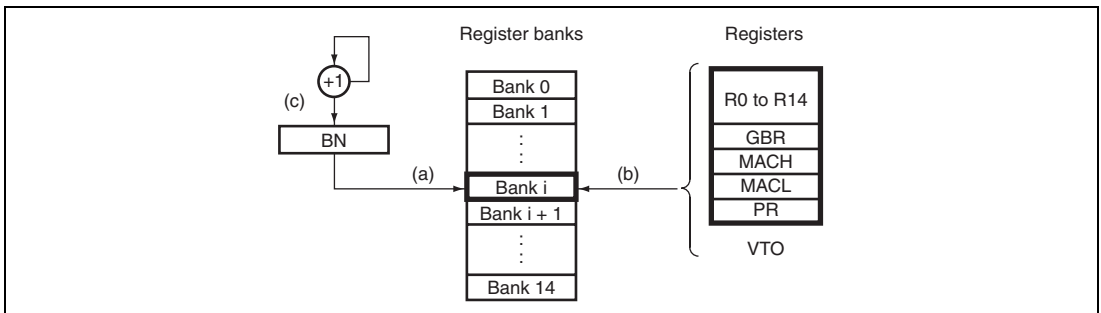 Register banks
Registers
+1
(c)
BN
(a)
Bank 0
Bank 1
:
:
Bank i
Bank i + 1
:
:
Bank 14
(b)
R0 to R14
GBR
MACH
MACL
PR
VTO